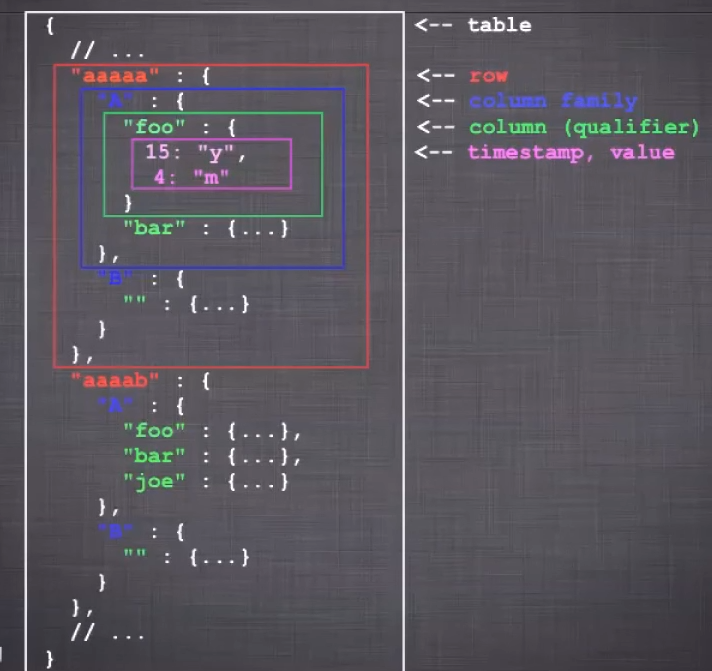 { <-- table
// ...
"aaaaa" : { <-- row
"A" : { <-- column family
"foo" : { <-- column (qualifier)
15: "y", <-- timestamp, value
4: "m"
}
"bar" : {...}
},
"B" : {
"" : {...}
}
},
"aaaab" : {
"A" : {
"foo" : {...},
"bar" : {...},
"joe" : {...}
},
"B" : {
"" : {...}
}
},
// ...
}